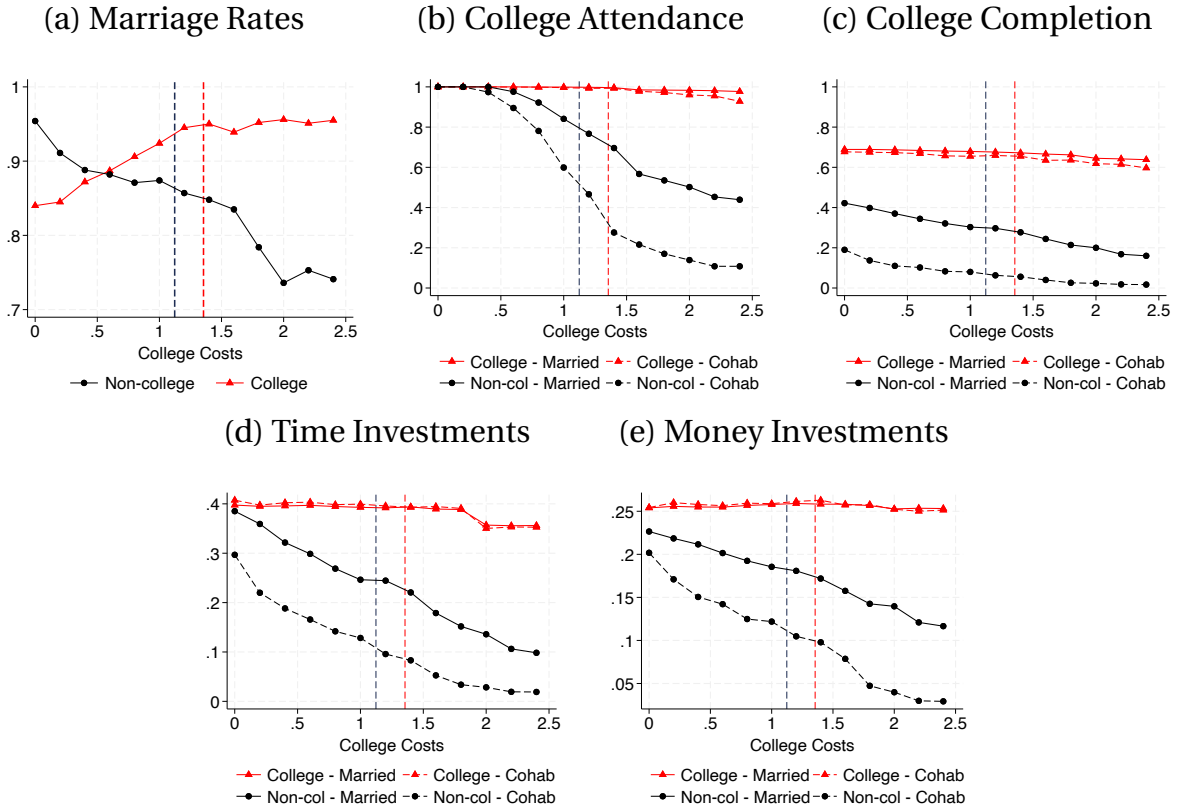 (a) Marriage Rates
(b) College Attendance
(c) College Completion
1
.9
.8
.7
0 .5 1 1.5 2 2.5
College Costs
Non-college College
1
.8
.6
.4
.2
0
0 .5 1 1.5 2 2.5
College Costs
College - Married College - Cohab
Non-col - Married Non-col - Cohab
1
.8
.6
.4
.2
0
0 .5 1 1.5 2 2.5
College Costs
College - Married College - Cohab
Non-col - Married Non-col - Cohab
(d) Time Investments
(e) Money Investments
.4
.3
.2
.1
0
0 .5 1 1.5 2 2.5
College Costs
College - Married College - Cohab
Non-col - Married Non-col - Cohab
.25
.2
.15
.1
.05
0 .5 1 1.5 2 2.5
College Costs
College - Married College - Cohab
Non-col - Married Non-col - Cohab